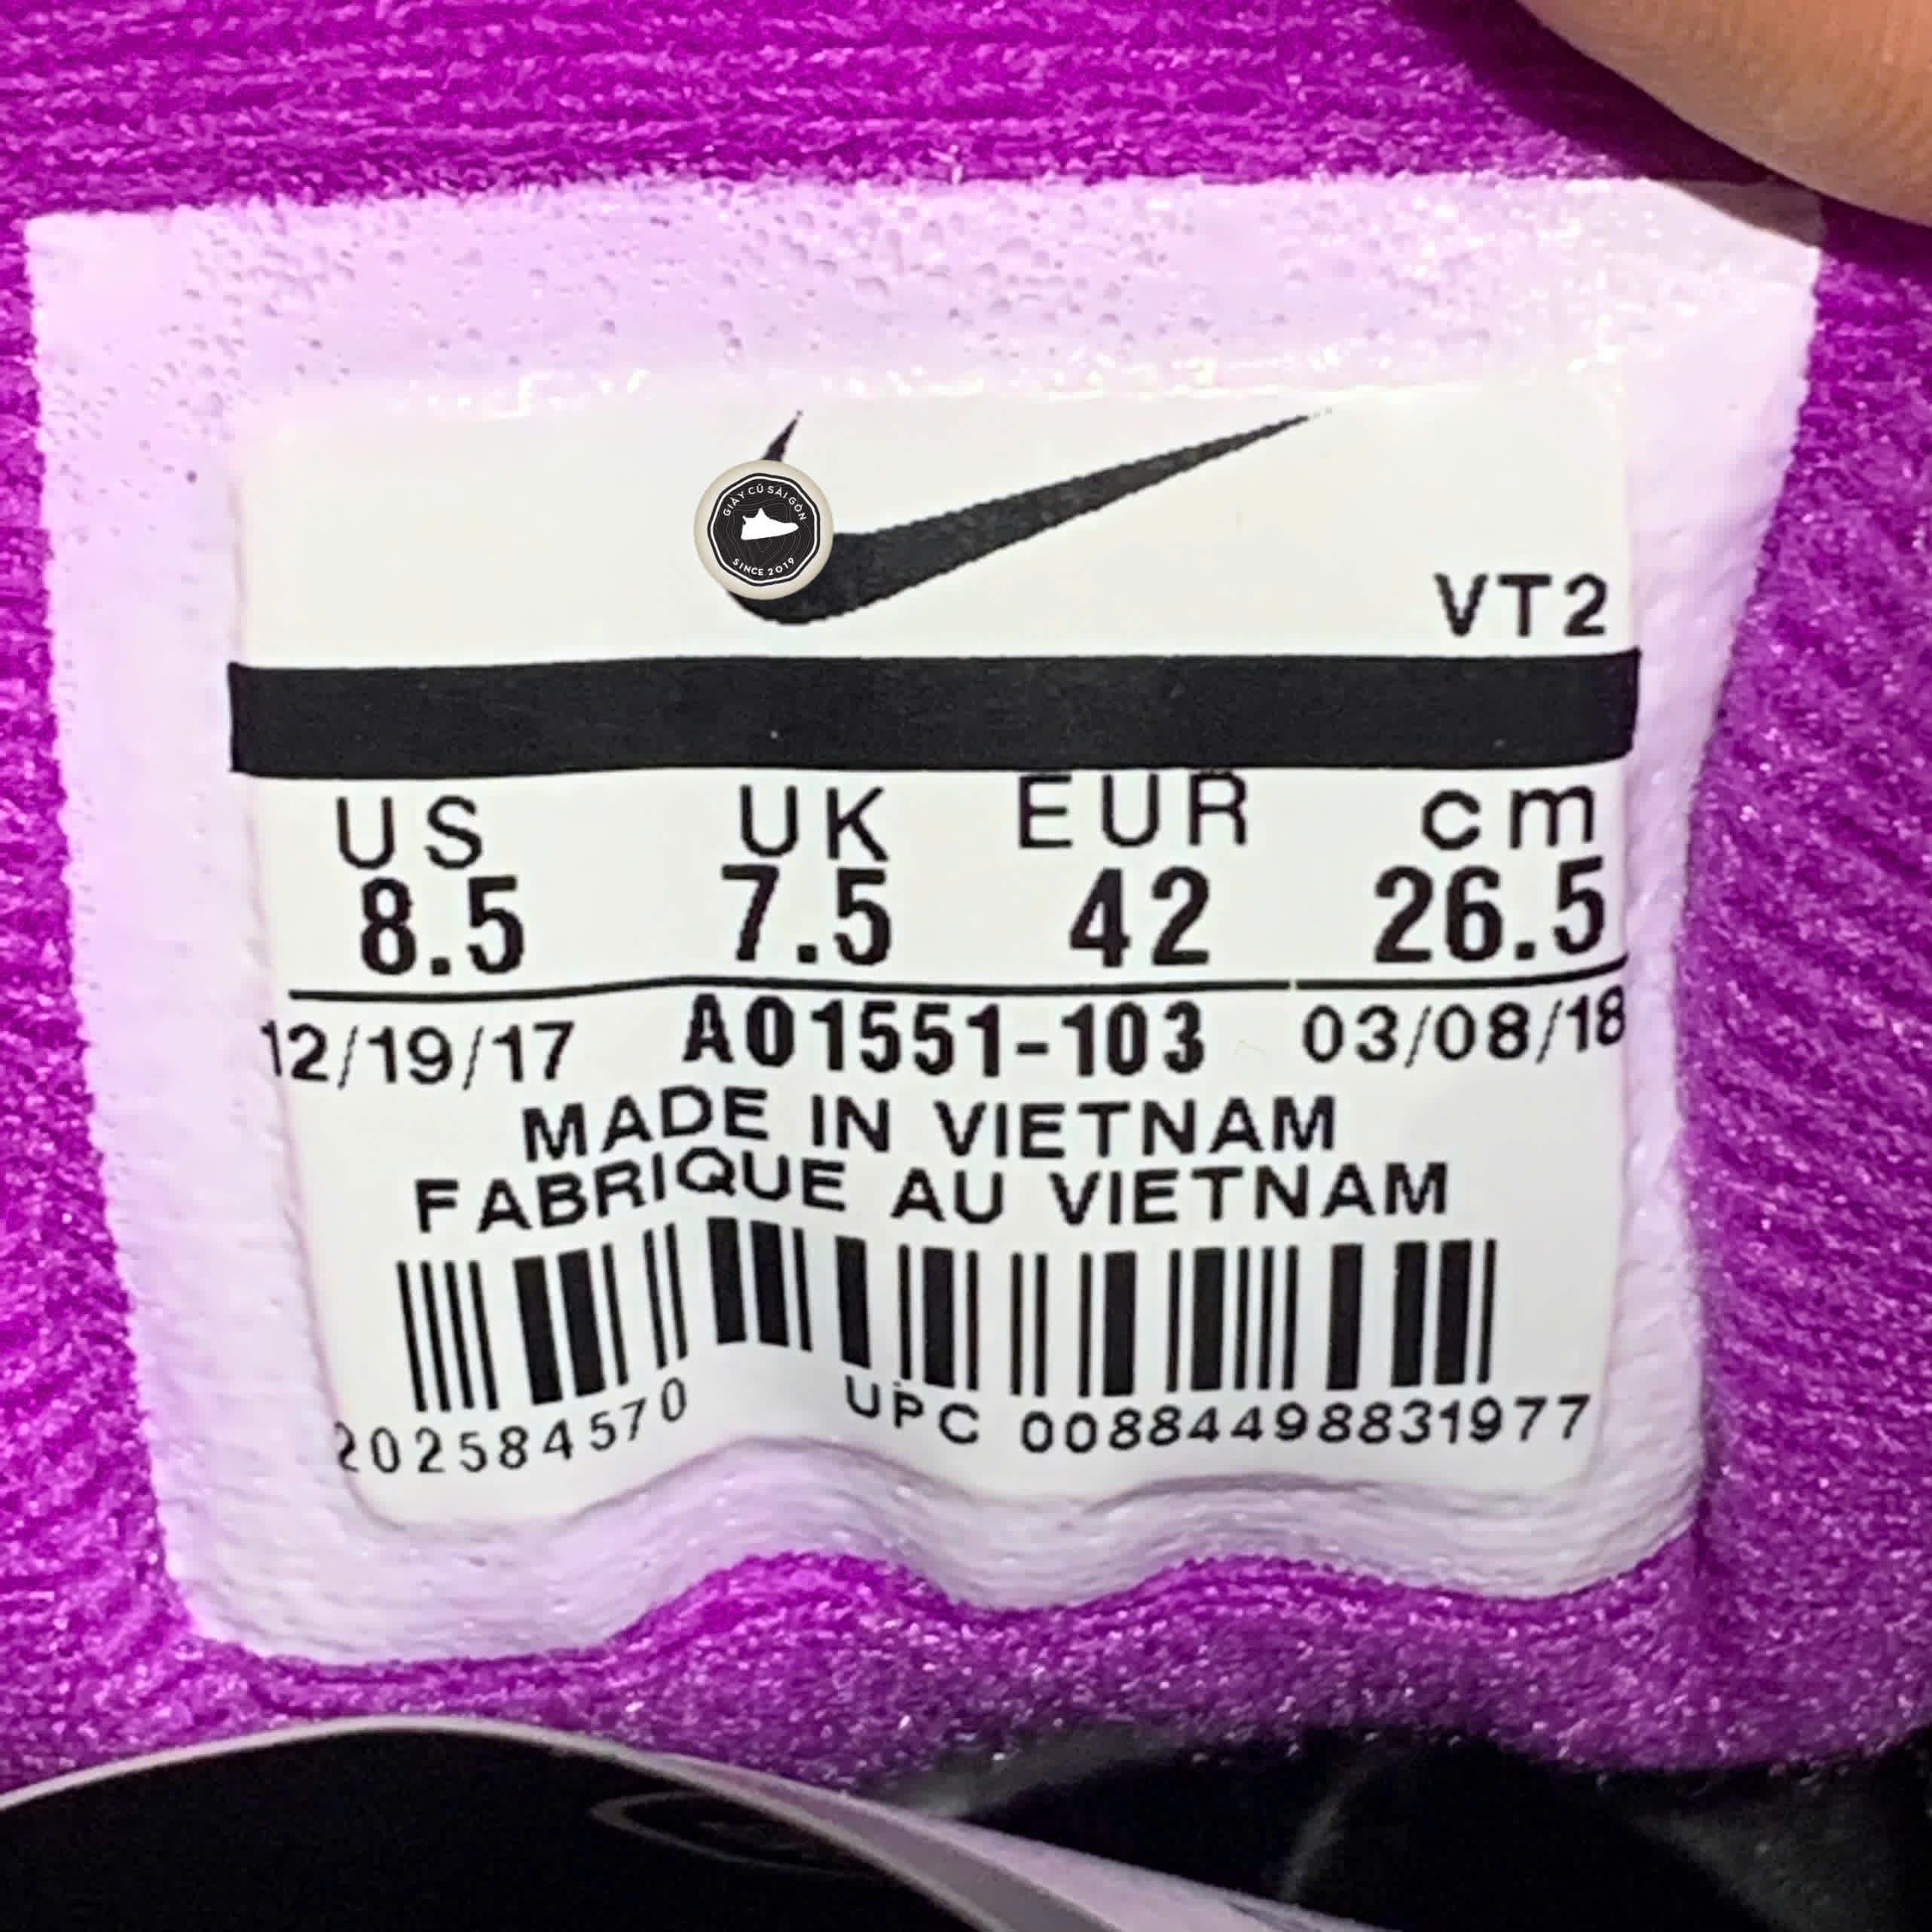 GIÀY CŨ SÀI GÒN
SINCE 2019
VT2
US UK EUR cm
8.5 7.5 42 26.5
12/19/17 AO1551-103 03/08/18
MADE IN VIETNAM
FABRIQUE AU VIETNAM
202584570 UPC 00884498831977